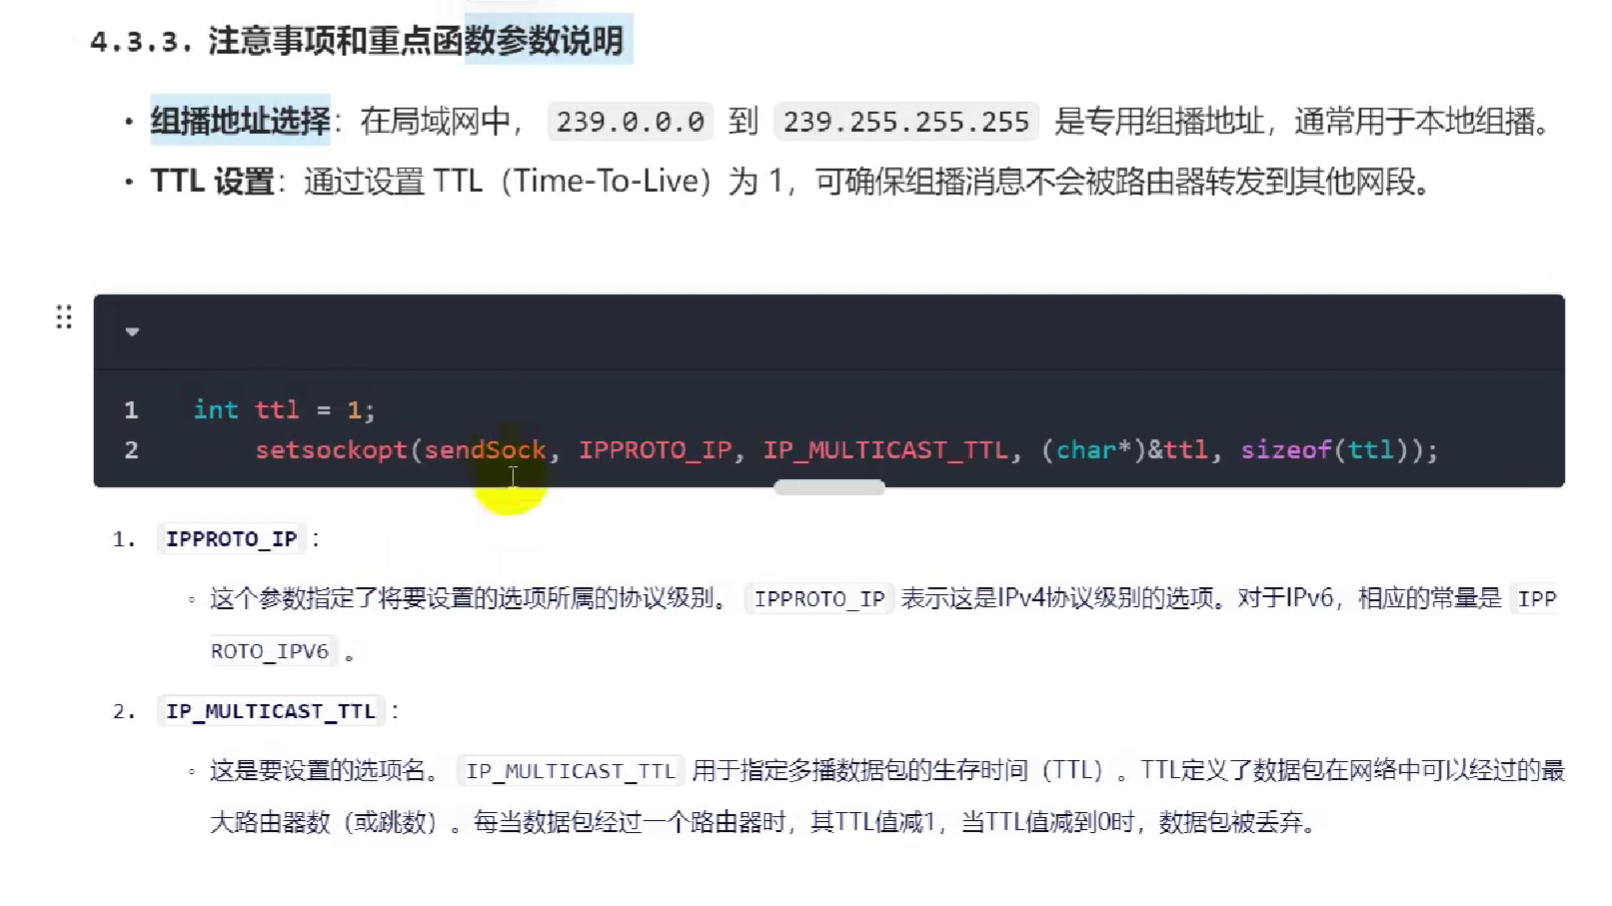 4.3.3. 注意事项和重点函数参数说明
• 组播地址选择：在局域网中， 239.0.0.0 到 239.255.255.255 是专用组播地址，通常用于本地组播。
• TTL 设置：通过设置 TTL（Time-To-Live）为 1，可确保组播消息不会被路由器转发到其他网段。
1 int ttl = 1;
2 setsockopt(sendSock, IPPROTO_IP, IP_MULTICAST_TTL, (char*)&ttl, sizeof(ttl));
1. IPPROTO_IP：
◦ 这个参数指定了将要设置的选项所属的协议级别。 IPPROTO_IP 表示这是IPv4协议级别的选项。对于IPv6，相应的常量是 IPP
ROTO_IPV6 。
2. IP_MULTICAST_TTL：
◦ 这是要设置的选项名。 IP_MULTICAST_TTL 用于指定多播数据包的生存时间（TTL）。TTL定义了数据包在网络中可以经过的最
大路由器数（或跳数）。每当数据包经过一个路由器时，其TTL值减1，当TTL值减到0时，数据包被丢弃。